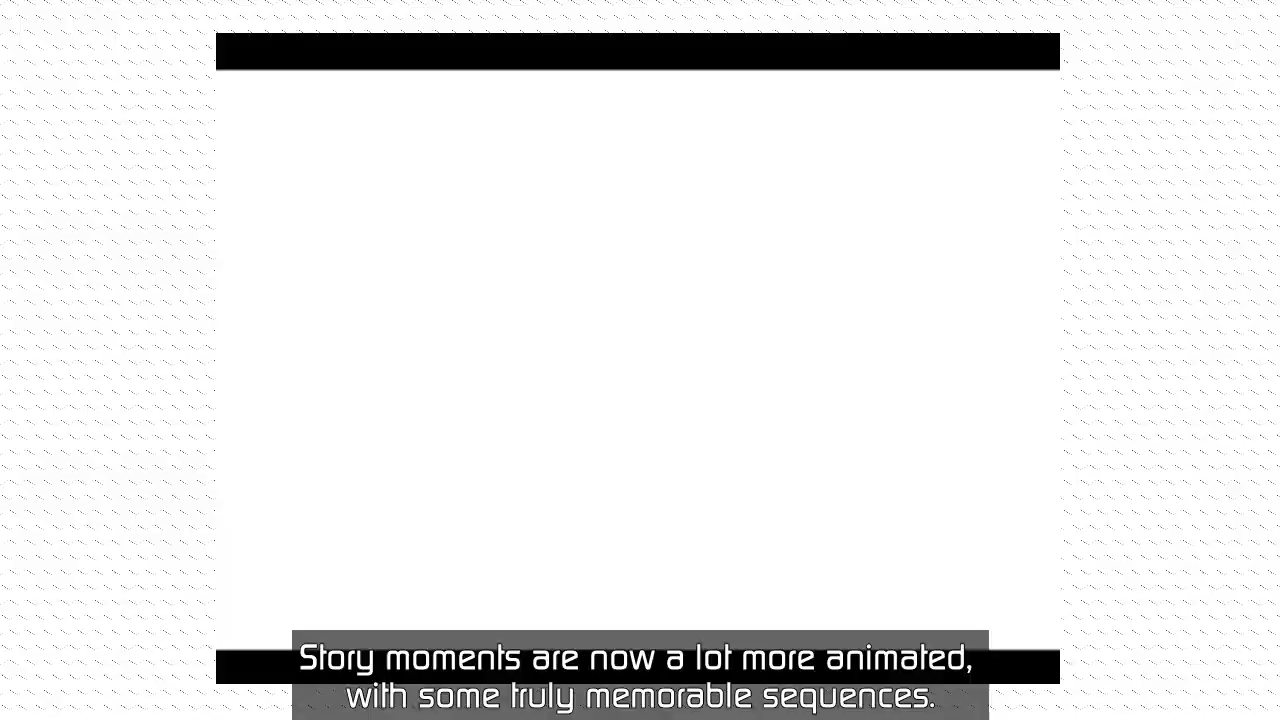 Story moments are now a lot more animated,
with some truly memorable sequences.